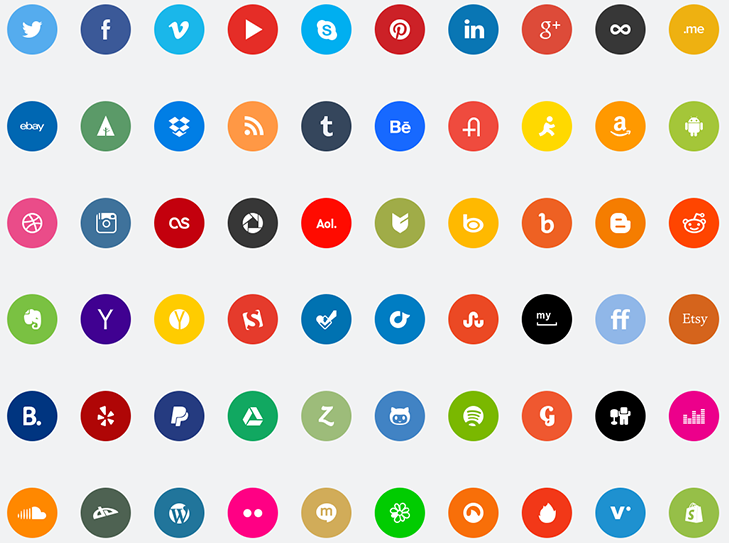 f v S P in g+ .me
ebay t Bē a
Aol. b b B
Y Y S my ff Etsy
B. P Z g
W m v S